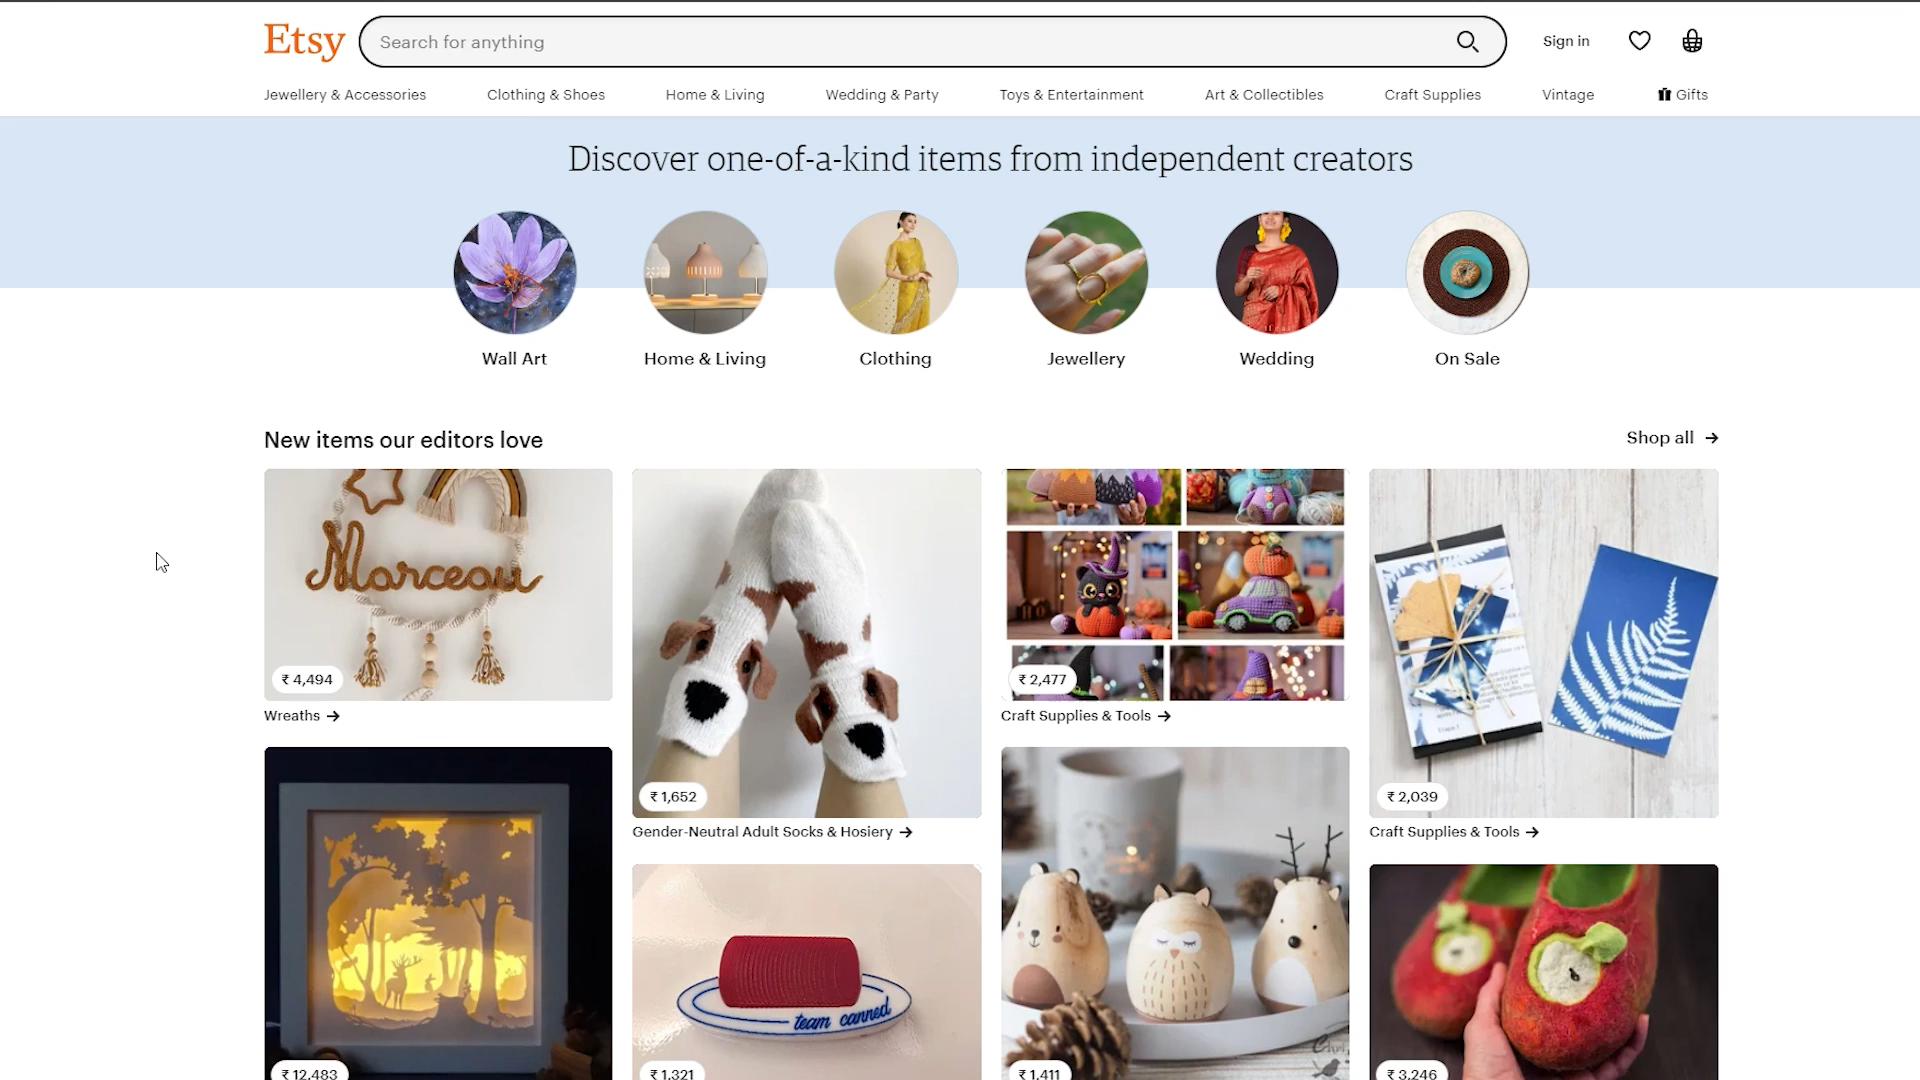 Etsy
Search for anything
Sign in
Jewellery & Accessories
Clothing & Shoes
Home & Living
Wedding & Party
Toys & Entertainment
Art & Collectibles
Craft Supplies
Vintage
Gifts
Discover one-of-a-kind items from independent creators
Wall Art
Home & Living
Clothing
Jewellery
Wedding
On Sale
New items our editors love
Shop all
Marceau
₹ 4,494
Wreaths
₹ 1,652
Gender-Neutral Adult Socks & Hosiery
₹ 2,477
Craft Supplies & Tools
₹ 2,039
Craft Supplies & Tools
₹ 12,483
team canned
₹ 1,321
₹ 1,411
₹ 3,246